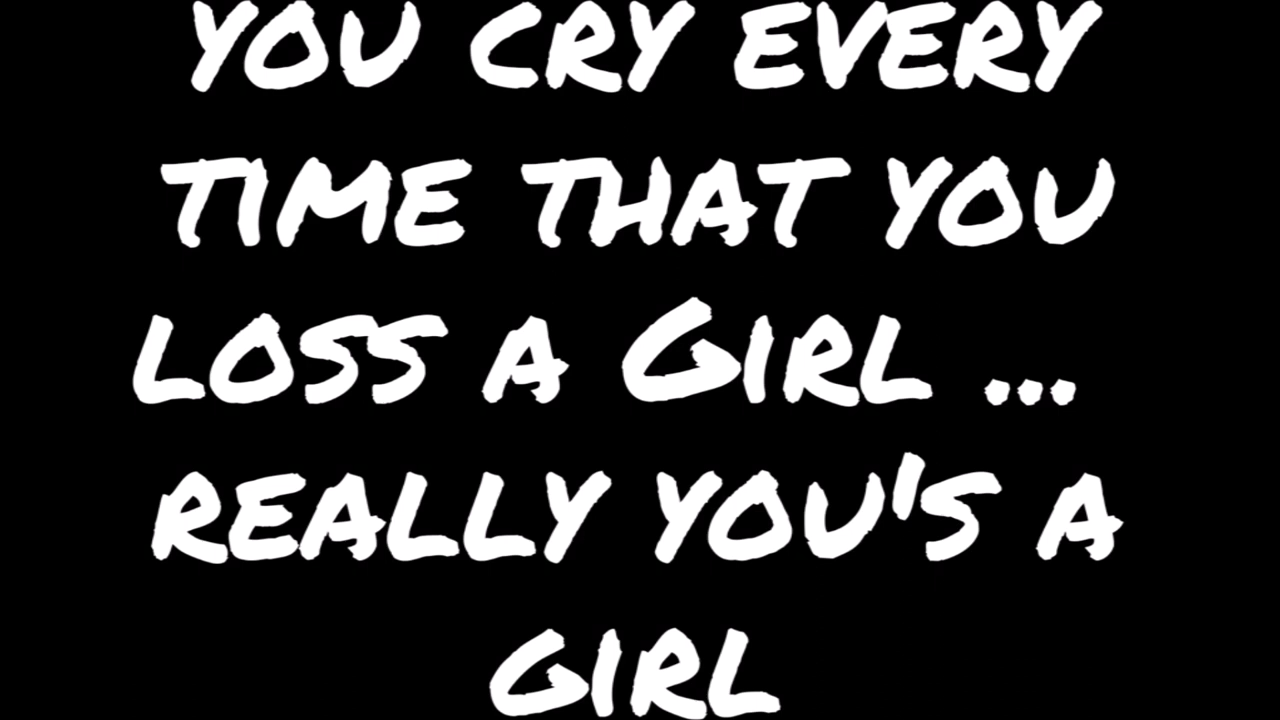 YOU CRY EVERY
TIME THAT YOU
LOSS A GIRL ...
REALLY YOU'S A
GIRL